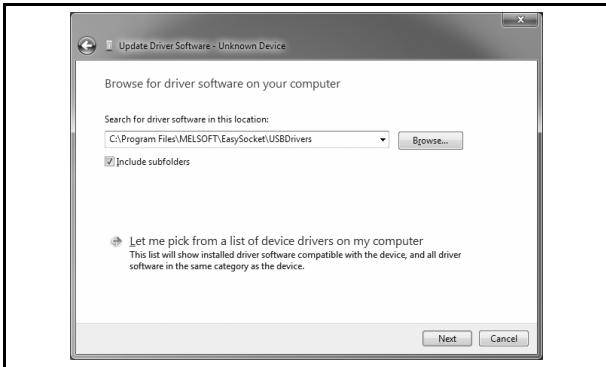 Update Driver Software - Unknown Device
Browse for driver software on your computer
Search for driver software in this location:
C:\Program Files\MELSOFT\EasySocket\USBDrivers
Browse...
Include subfolders
Let me pick from a list of device drivers on my computer
This list will show installed driver software compatible with the device, and all driver
software in the same category as the device.
Next
Cancel